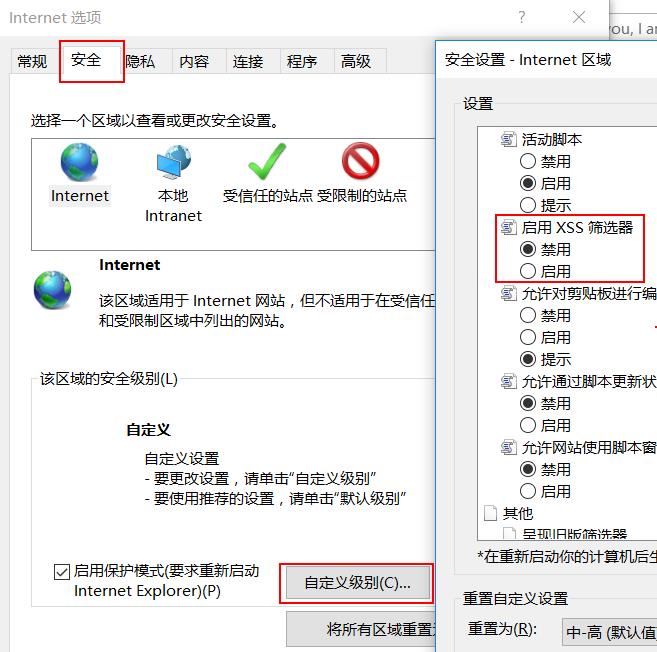 Internet 选项
you, I ar
常规
安全
隐私
内容
连接
程序
高级
选择一个区域以查看或更改安全设置。
Internet
本地
Intranet
受信任的站点
受限制的站点
Internet
该区域适用于 Internet 网站，但不适用于在受信任
和受限制区域中列出的网站。
该区域的安全级别(L)
自定义
自定义设置
- 要更改设置，请单击“自定义级别”
- 要使用推荐的设置，请单击“默认级别”
启用保护模式(要求重新启动
Internet Explorer)(P)
自定义级别(C)...
将所有区域重置为
安全设置 - Internet 区域
设置
活动脚本
禁用
启用
提示
启用 XSS 筛选器
禁用
启用
允许对剪贴板进行编
禁用
启用
提示
允许通过脚本更新状
禁用
启用
允许网站使用脚本窗
禁用
启用
其他
呈现旧版筛选器
*在重新启动你的计算机后生
重置自定义设置
重置为(R):
中-高 (默认值